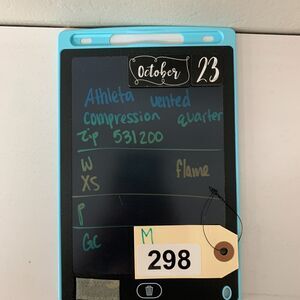 October 23
Athleta vented
compression quarter
Zip 531200
W flame
XS
P
GC M
298